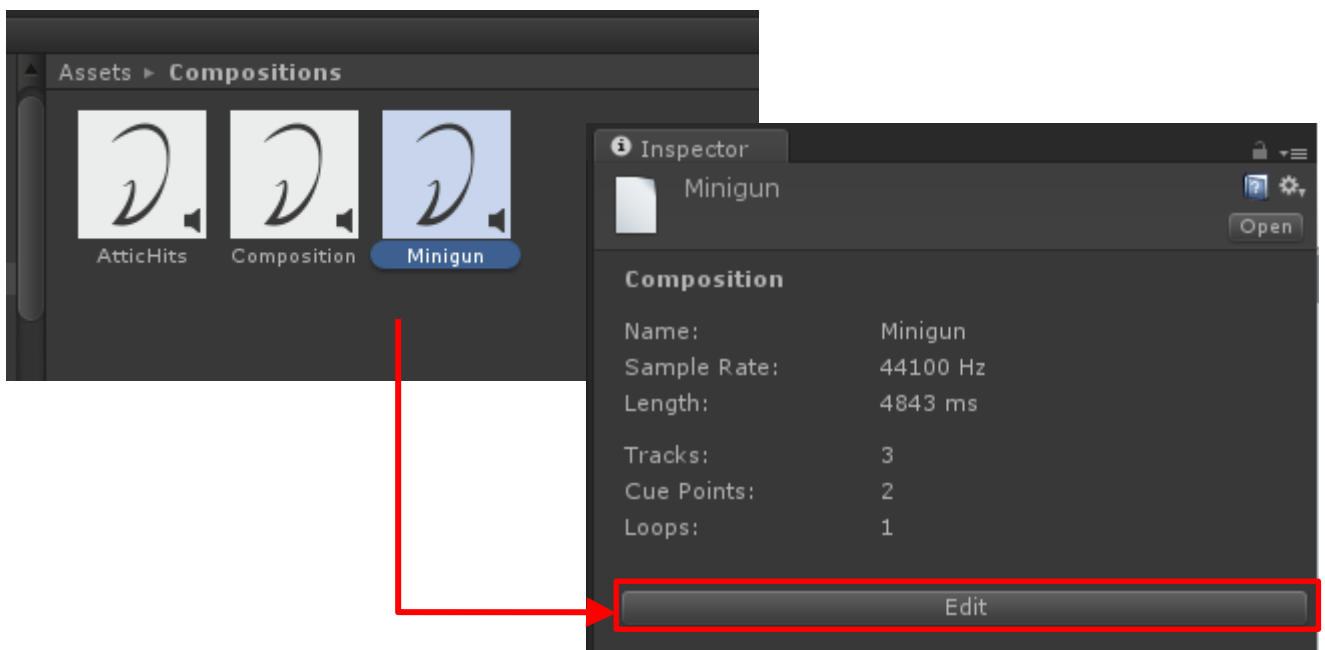 Assets ▸ Compositions
AtticHits Composition Minigun
Inspector
Minigun
Open
Composition
Name: Minigun
Sample Rate: 44100 Hz
Length: 4843 ms
Tracks: 3
Cue Points: 2
Loops: 1
Edit